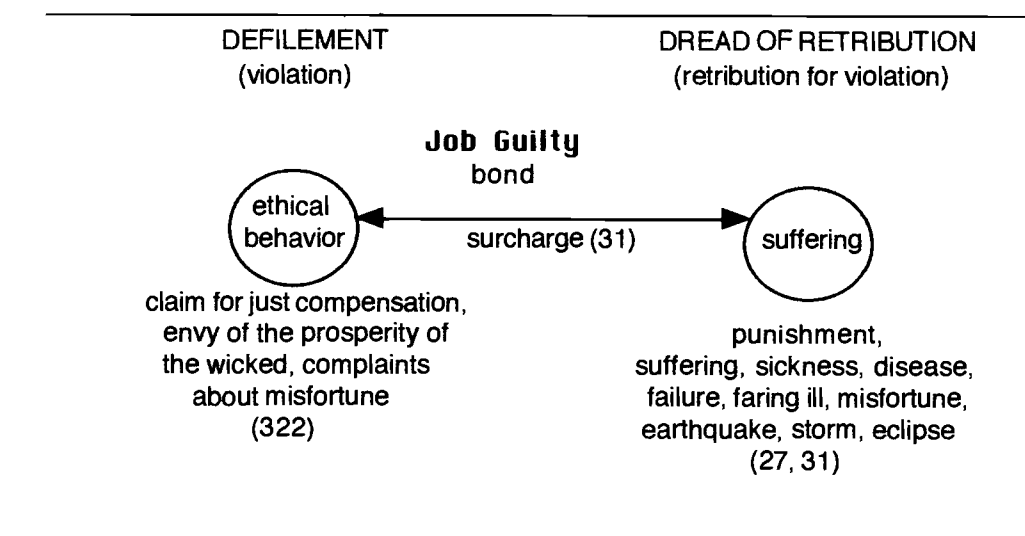 DEFILEMENT
(violation)
DREAD OF RETRIBUTION
(retribution for violation)
Job Guilty
bond
ethical
behavior
surcharge (31)
suffering
claim for just compensation,
envy of the prosperity of
the wicked, complaints
about misfortune
(322)
punishment,
suffering, sickness, disease,
failure, faring ill, misfortune,
earthquake, storm, eclipse
(27, 31)